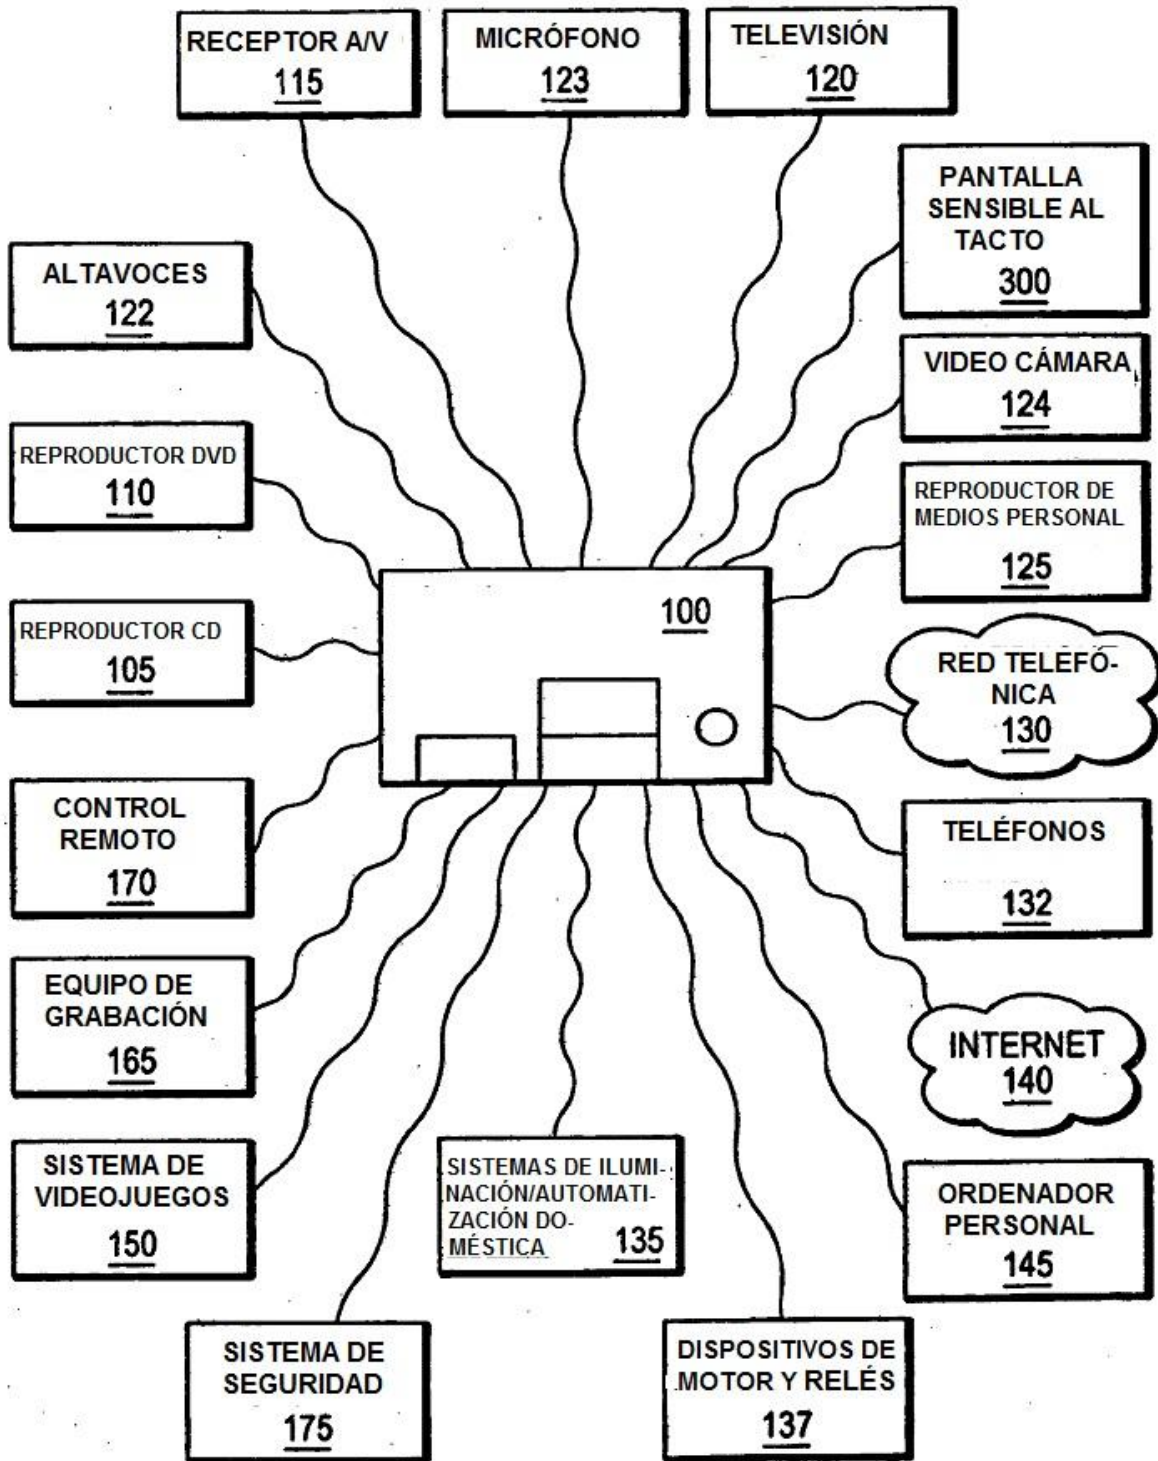 RECEPTOR A/V
115
MICRÓFONO
123
TELEVISIÓN
120
PANTALLA
SENSIBLE AL
TACTO
300
ALTAVOCES
122
VIDEO CÁMARA
124
REPRODUCTOR DVD
110
REPRODUCTOR DE
MEDIOS PERSONAL
125
100
REPRODUCTOR CD
105
RED TELEFÓ-
NICA
130
CONTROL
REMOTO
170
TELÉFONOS
132
EQUIPO DE
GRABACIÓN
165
INTERNET
140
SISTEMA DE
VIDEOJUEGOS
150
SISTEMAS DE ILUMI-
NACIÓN/AUTOMATI-
ZACIÓN DO-
MÉSTICA 135
ORDENADOR
PERSONAL
145
SISTEMA DE
SEGURIDAD
175
DISPOSITIVOS DE
MOTOR Y RELÉS
137